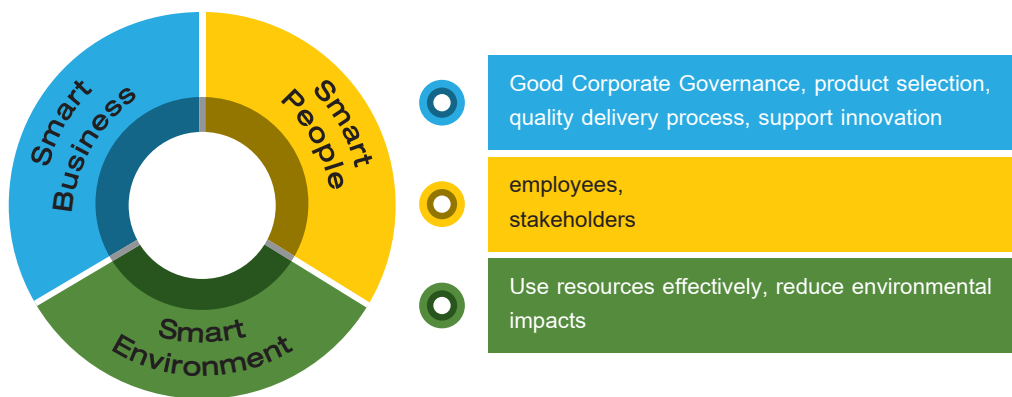 Smart
Business
Smart
People
Smart
Environment
Good Corporate Governance, product selection,
quality delivery process, support innovation
employees,
stakeholders
Use resources effectively, reduce environmental
impacts